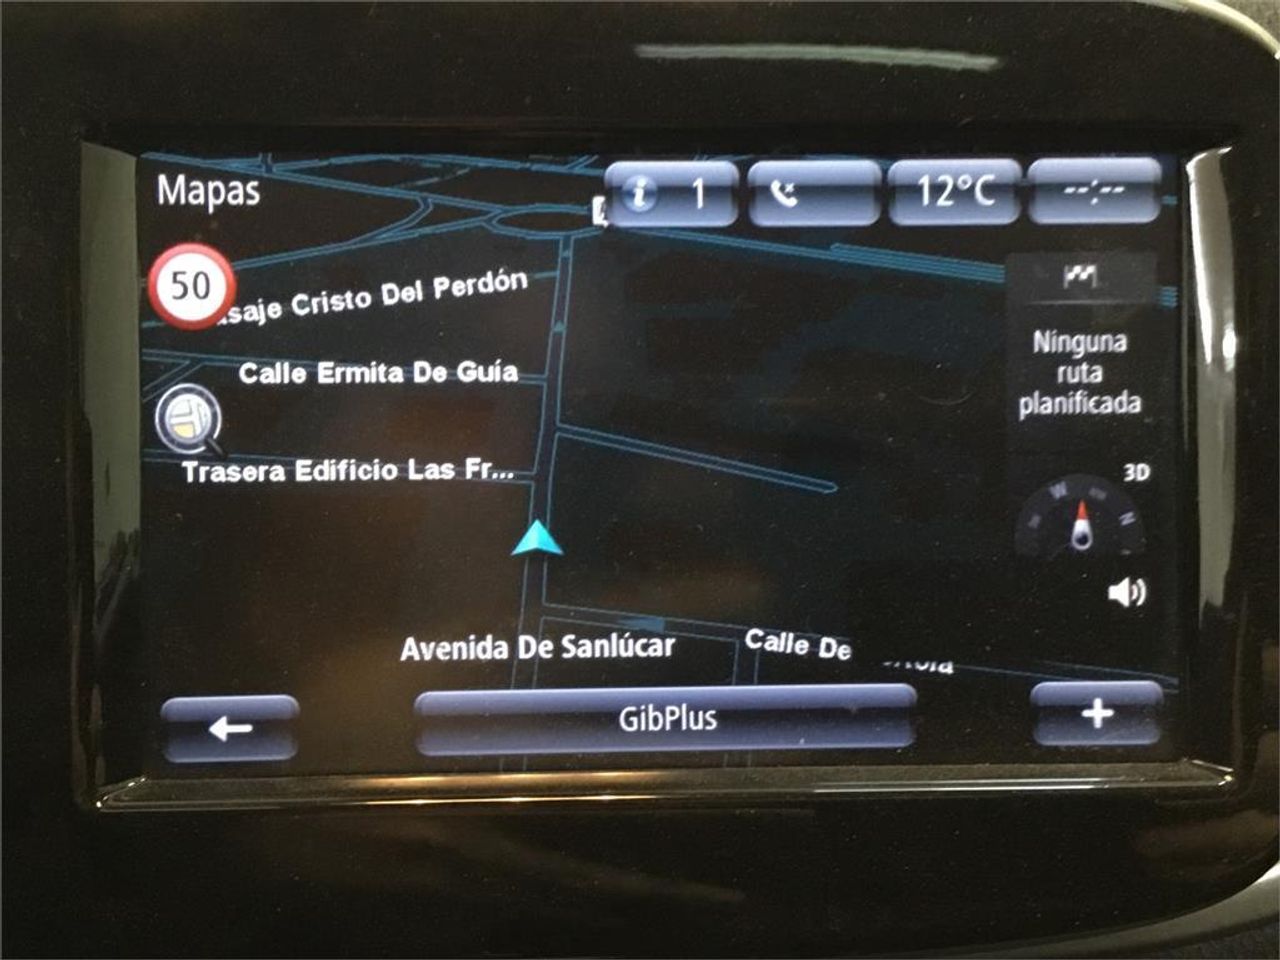 Mapas
1
12°C
--:--
50
saje Cristo Del Perdón
Calle Ermita De Guía
Trasera Edificio Las Fr...
Ninguna
ruta
planificada
3D
W
N
Avenida De Sanlúcar
Calle De
GibPlus
+